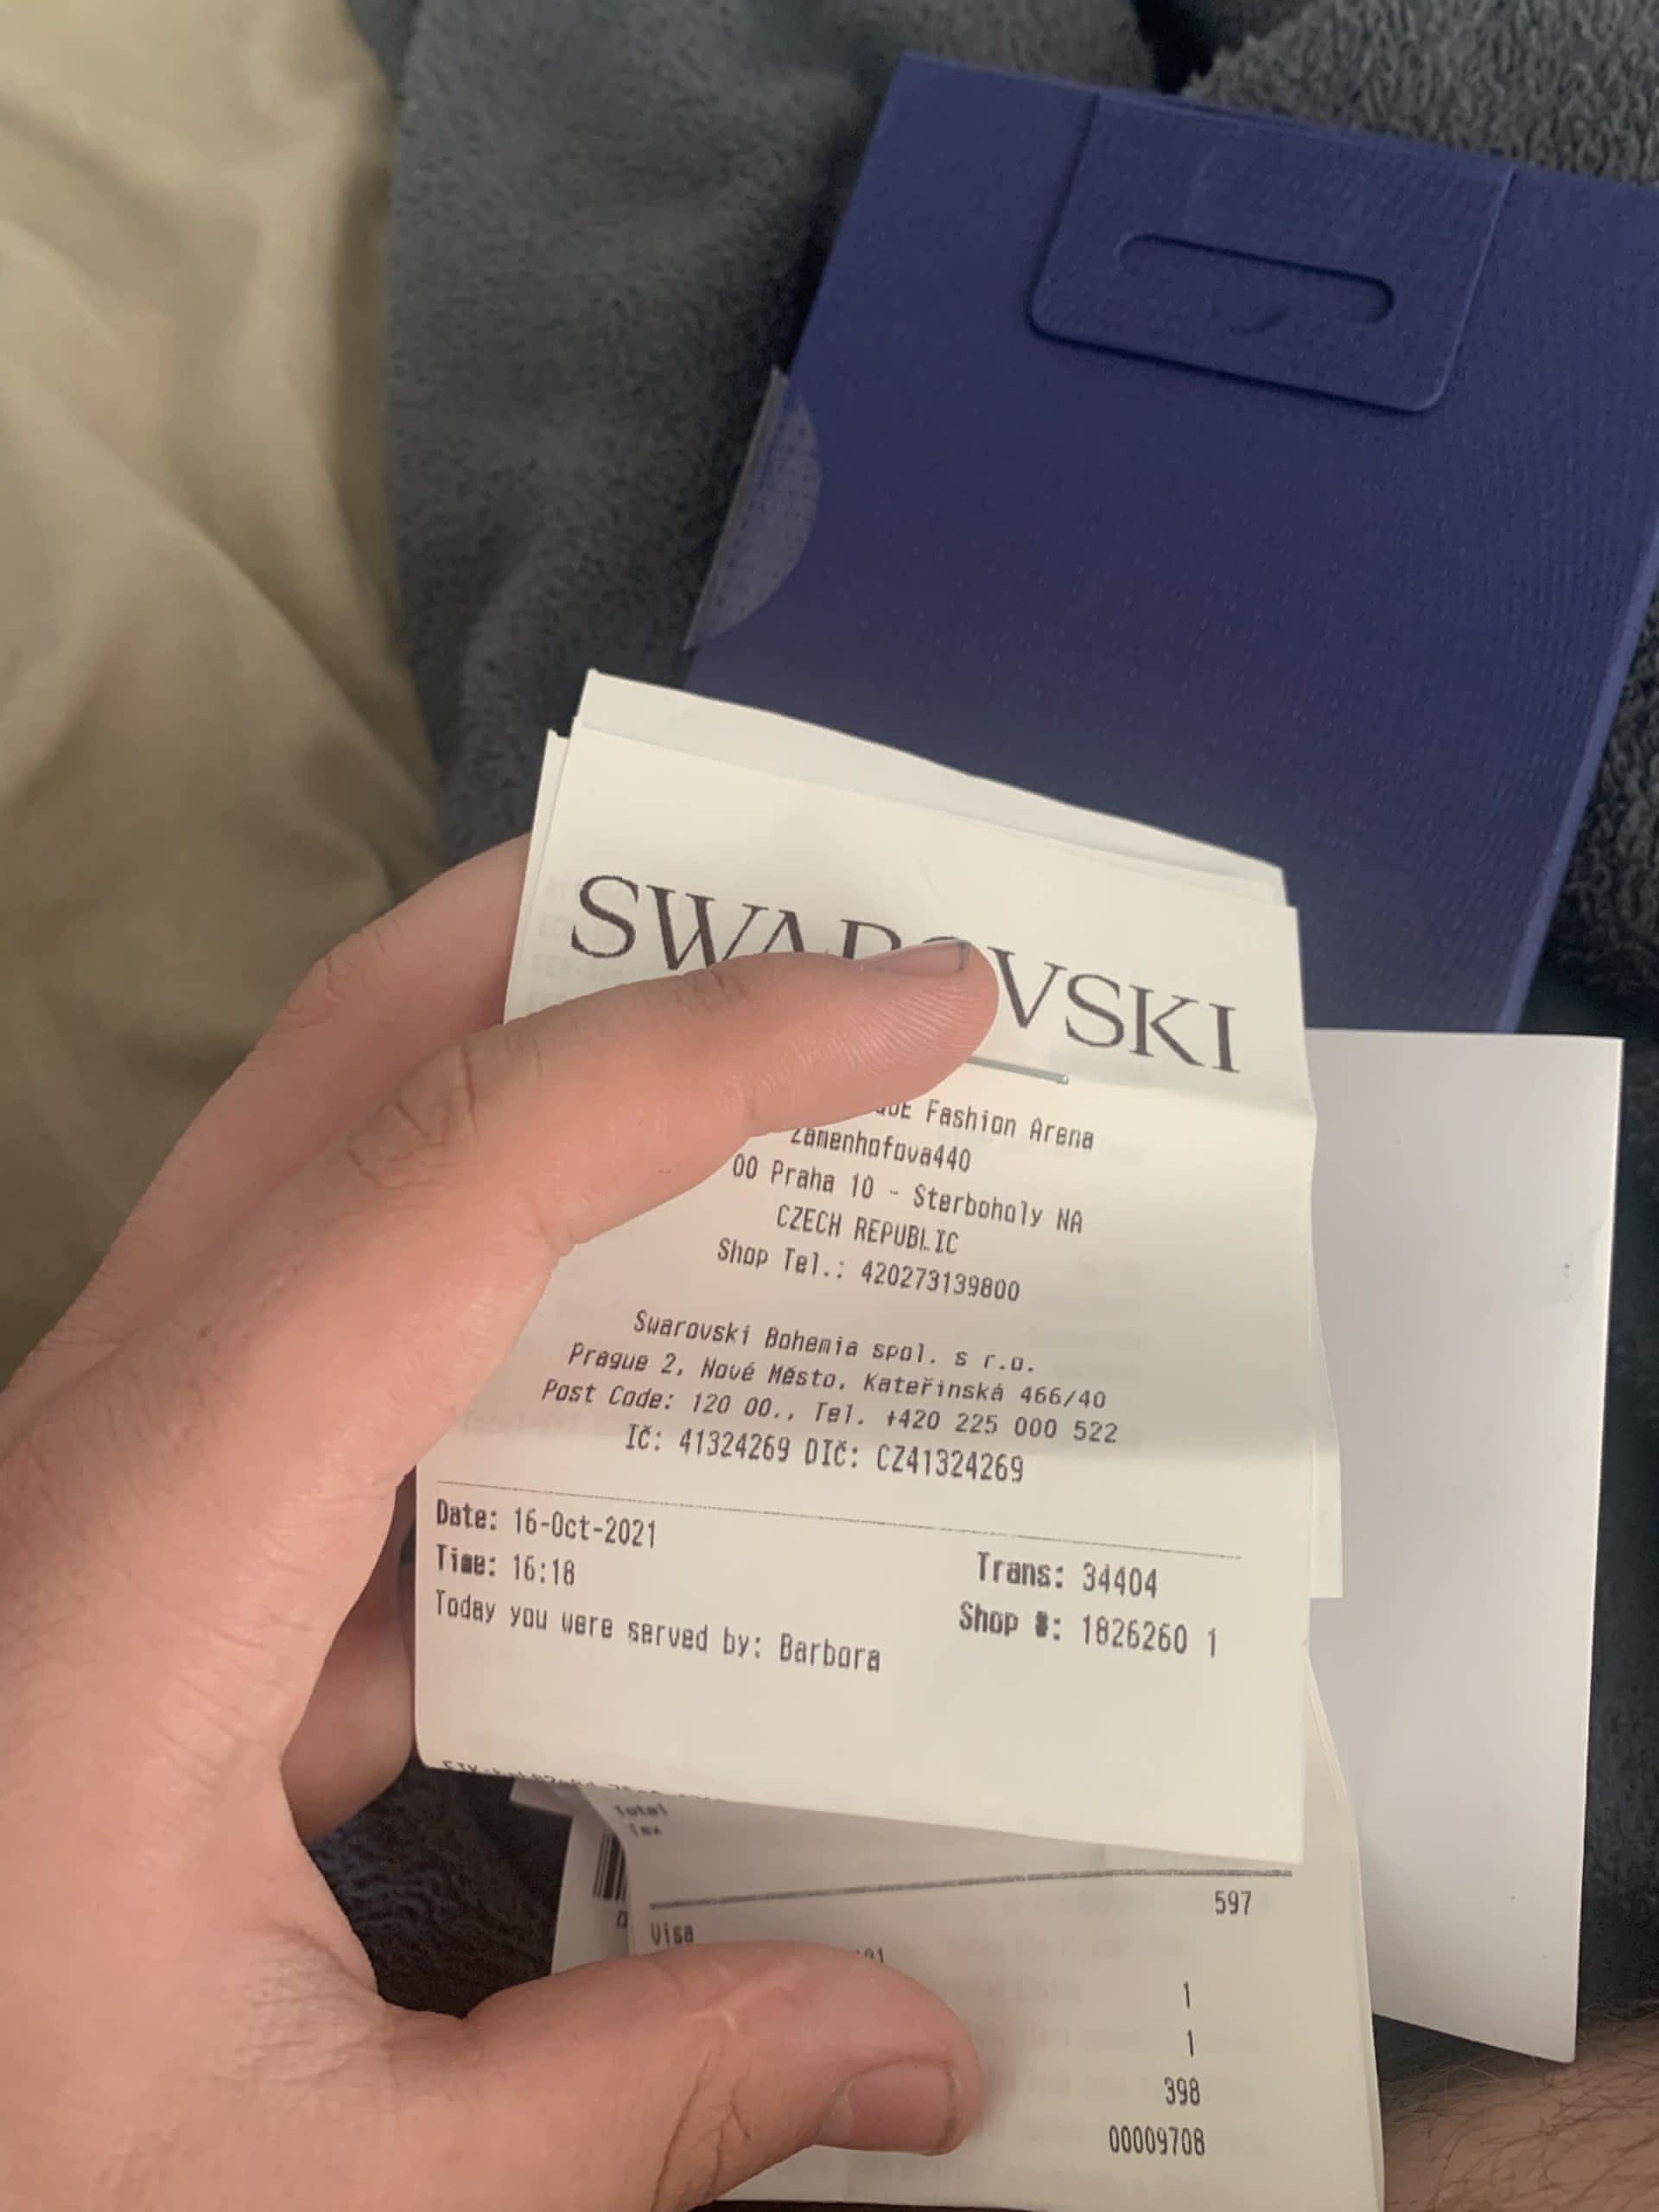 SWAROVSKI
Fashion Arena
Zamenhofova440
00 Praha 10 - Sterboholy NA
CZECH REPUBLIC
Shop Tel.: 420273139800
Swarovski Bohemia spol. s r.o.
Prague 2, Nové Město, Kateřinská 466/40
Post Code: 120 00., Tel. +420 225 000 522
IČ: 41324269 DIČ: CZ41324269
Date: 16-Oct-2021
Trans: 34404
Time: 16:18
Shop #: 1826260 1
Today you were served by: Barbora
Total
Tax
597
Visa
1
1
398
00009708